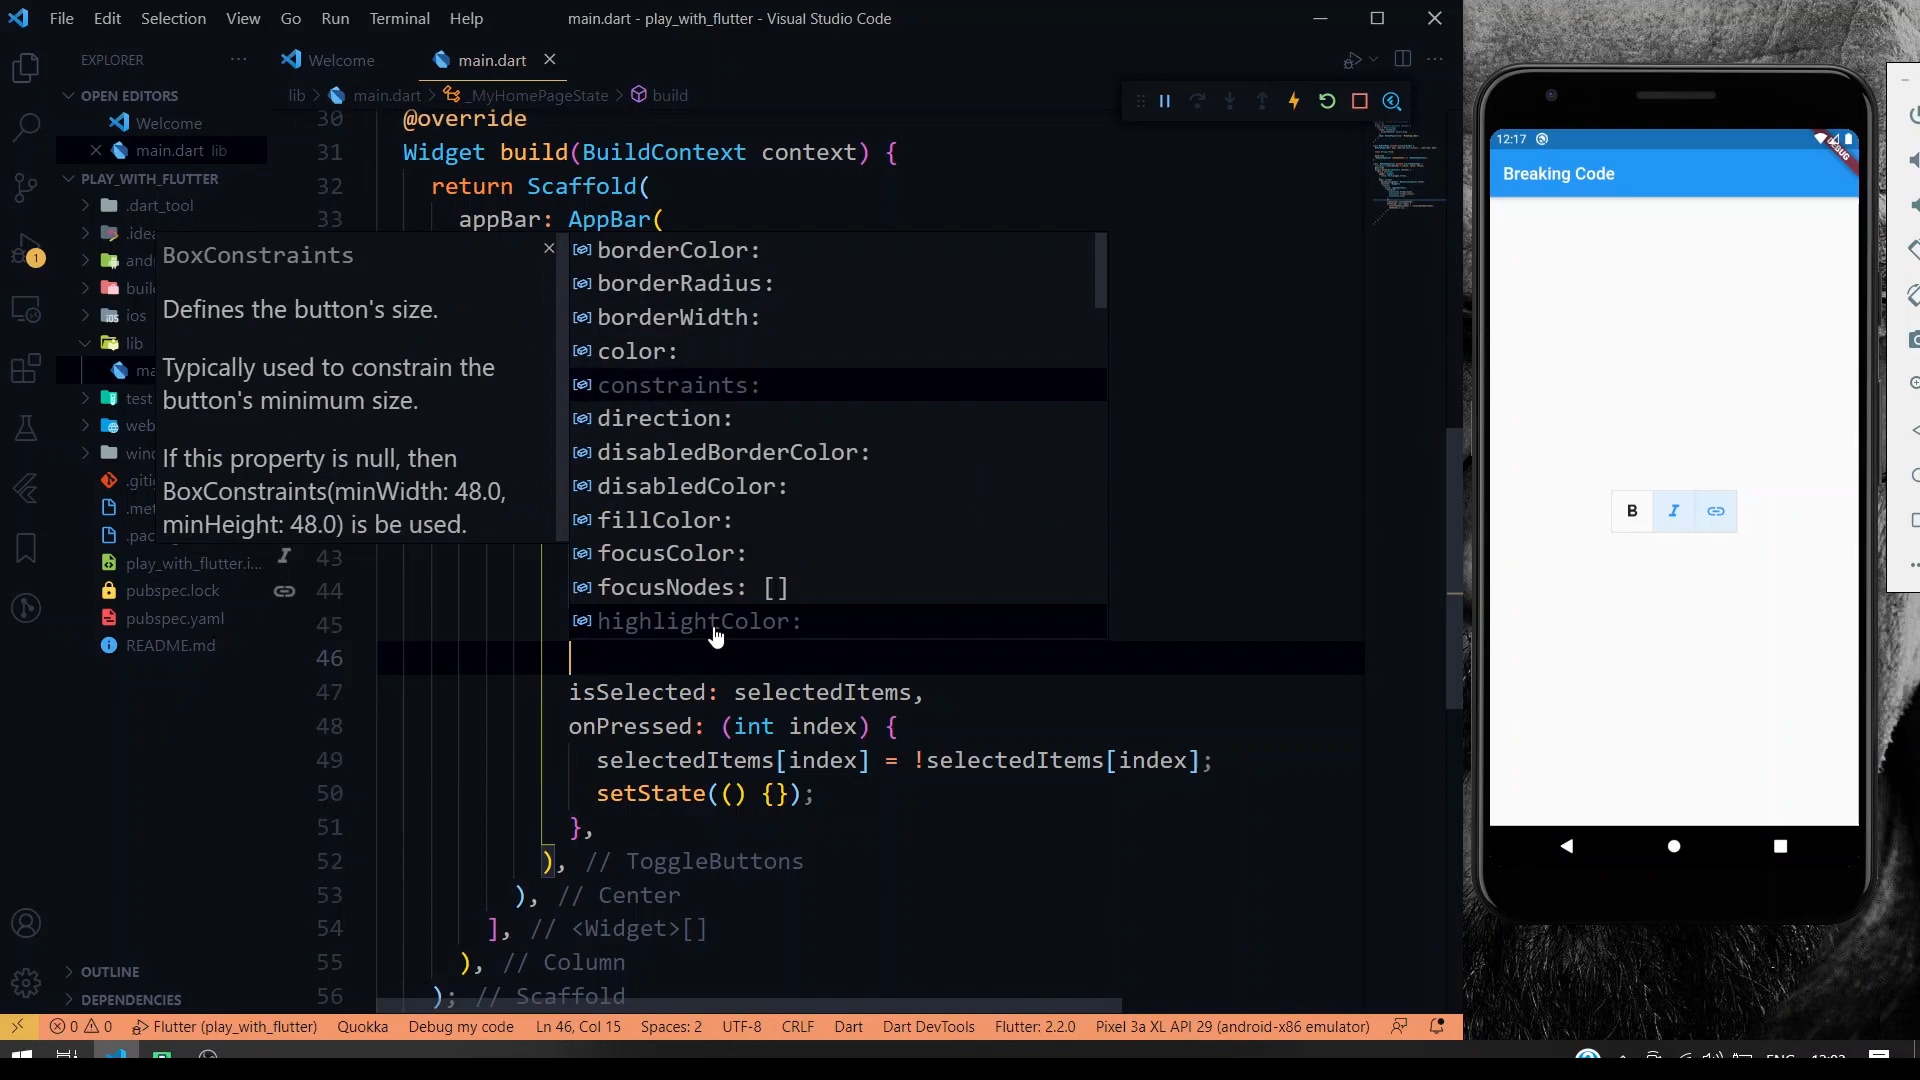 File Edit Selection View Go Run Terminal Help
main.dart - play_with_flutter - Visual Studio Code
EXPLORER
OPEN EDITORS
Welcome
main.dart lib
PLAY_WITH_FLUTTER
.dart_tool
.idea
ios
lib
test
pubspec.lock
play_with_flutter.i...
pubspec.yaml
README.md
OUTLINE
DEPENDENCIES
Welcome
main.dart
lib > main.dart > _MyHomePageState > build
30 @override
31 Widget build(BuildContext context) {
32 return Scaffold(
33 appBar: AppBar(
BoxConstraints
Defines the button's size.
Typically used to constrain the
button's minimum size.
If this property is null, then
BoxConstraints(minWidth: 48.0,
minHeight: 48.0) is be used.
borderColor:
borderRadius:
borderWidth:
color:
constraints:
direction:
disabledBorderColor:
disabledColor:
fillColor:
focusColor:
focusNodes: []
highlightColor:
43
44
45
46
47 isSelected: selectedItems,
48 onPressed: (int index) {
49 selectedItems[index] = !selectedItems[index];
50 setState(() {});
51 },
52 ), // ToggleButtons
53 ), // Center
54 ], // <Widget>[]
55 ), // Column
56 ); // Scaffold
0 0 Flutter (play_with_flutter) Quokka Debug my code Ln 46, Col 15 Spaces: 2 UTF-8 CRLF Dart Dart DevTools Flutter: 2.2.0 Pixel 3a XL API 29 (android-x86 emulator)
1
12:17
DEBUG
Breaking Code
B I